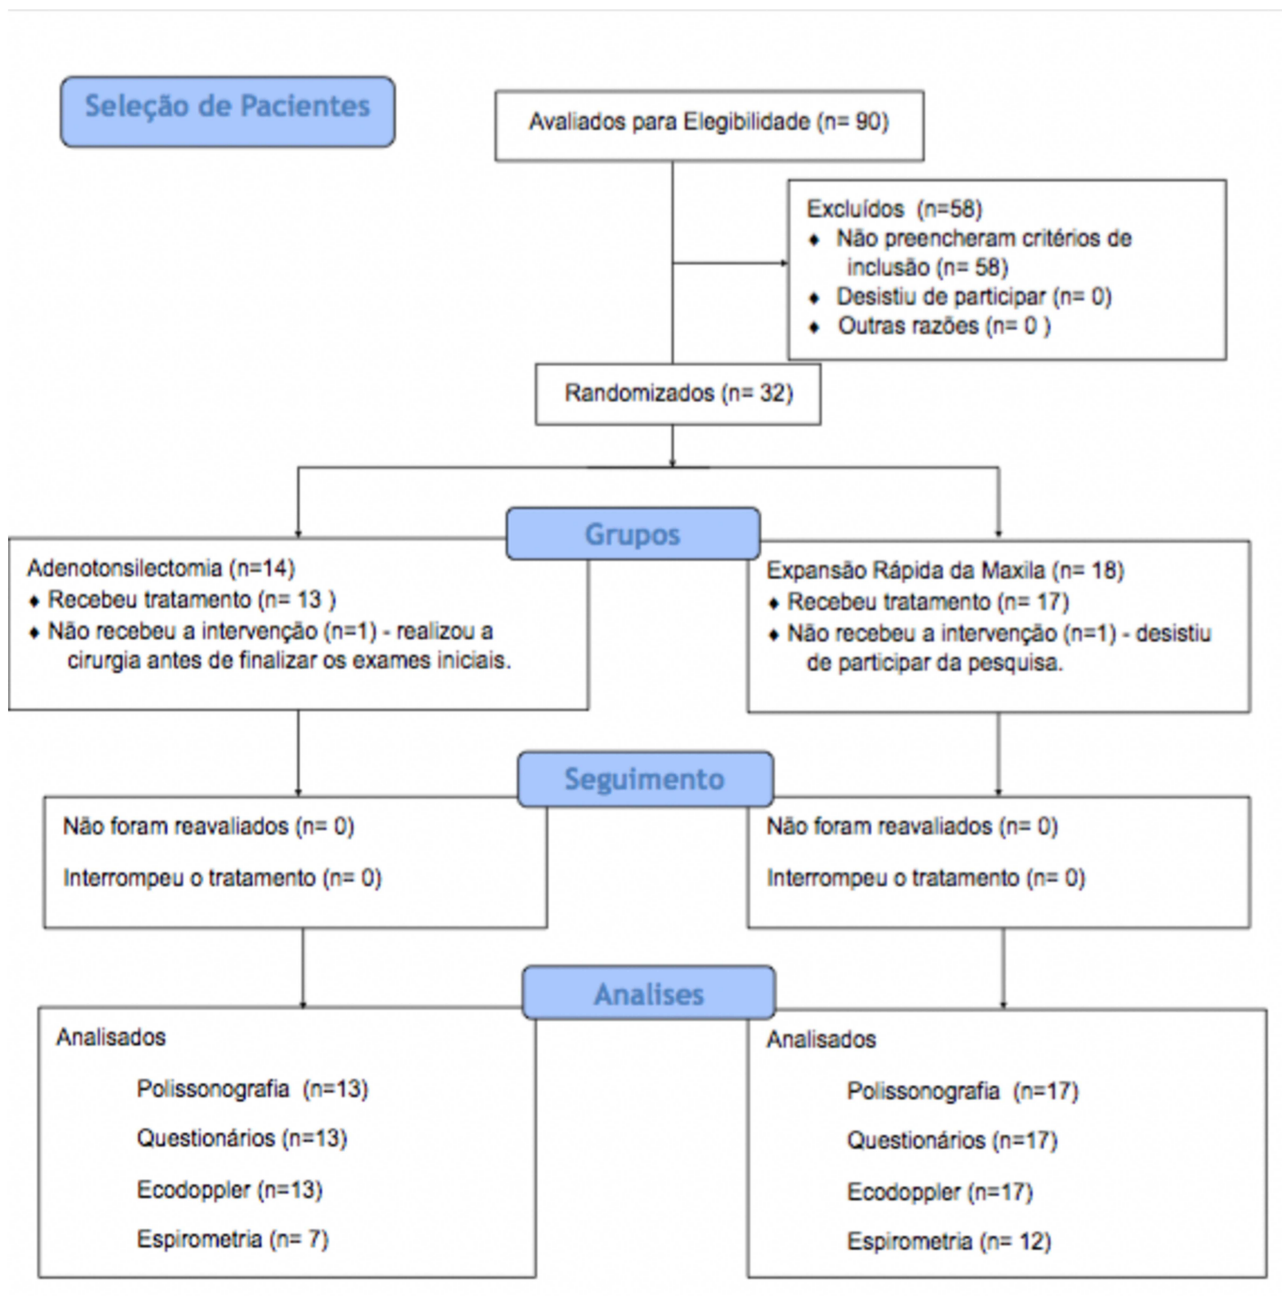 Seleção de Pacientes
Avaliados para Elegibilidade (n= 90)
Excluídos (n=58)
♦ Não preencheram critérios de
inclusão (n= 58)
♦ Desistiu de participar (n= 0)
♦ Outras razões (n= 0 )
Randomizados (n= 32)
Grupos
Adenotonsilectomia (n=14)
♦ Recebeu tratamento (n= 13 )
♦ Não recebeu a intervenção (n=1) - realizou a
cirurgia antes de finalizar os exames iniciais.
Expansão Rápida da Maxila (n= 18)
♦ Recebeu tratamento (n= 17)
♦ Não recebeu a intervenção (n=1) - desistiu
de participar da pesquisa.
Seguimento
Não foram reavaliados (n= 0)
Interrompeu o tratamento (n= 0)
Não foram reavaliados (n= 0)
Interrompeu o tratamento (n= 0)
Analises
Analisados
Polissonografia (n=13)
Questionários (n=13)
Ecodoppler (n=13)
Espirometria (n= 7)
Analisados
Polissonografia (n=17)
Questionários (n=17)
Ecodoppler (n=17)
Espirometria (n= 12)